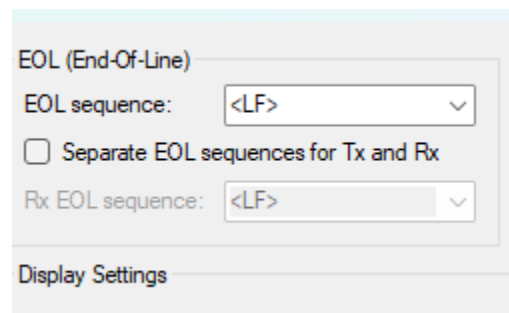 EOL (End-Of-Line)
EOL sequence: <LF>
Separate EOL sequences for Tx and Rx
Rx EOL sequence: <LF>
Display Settings